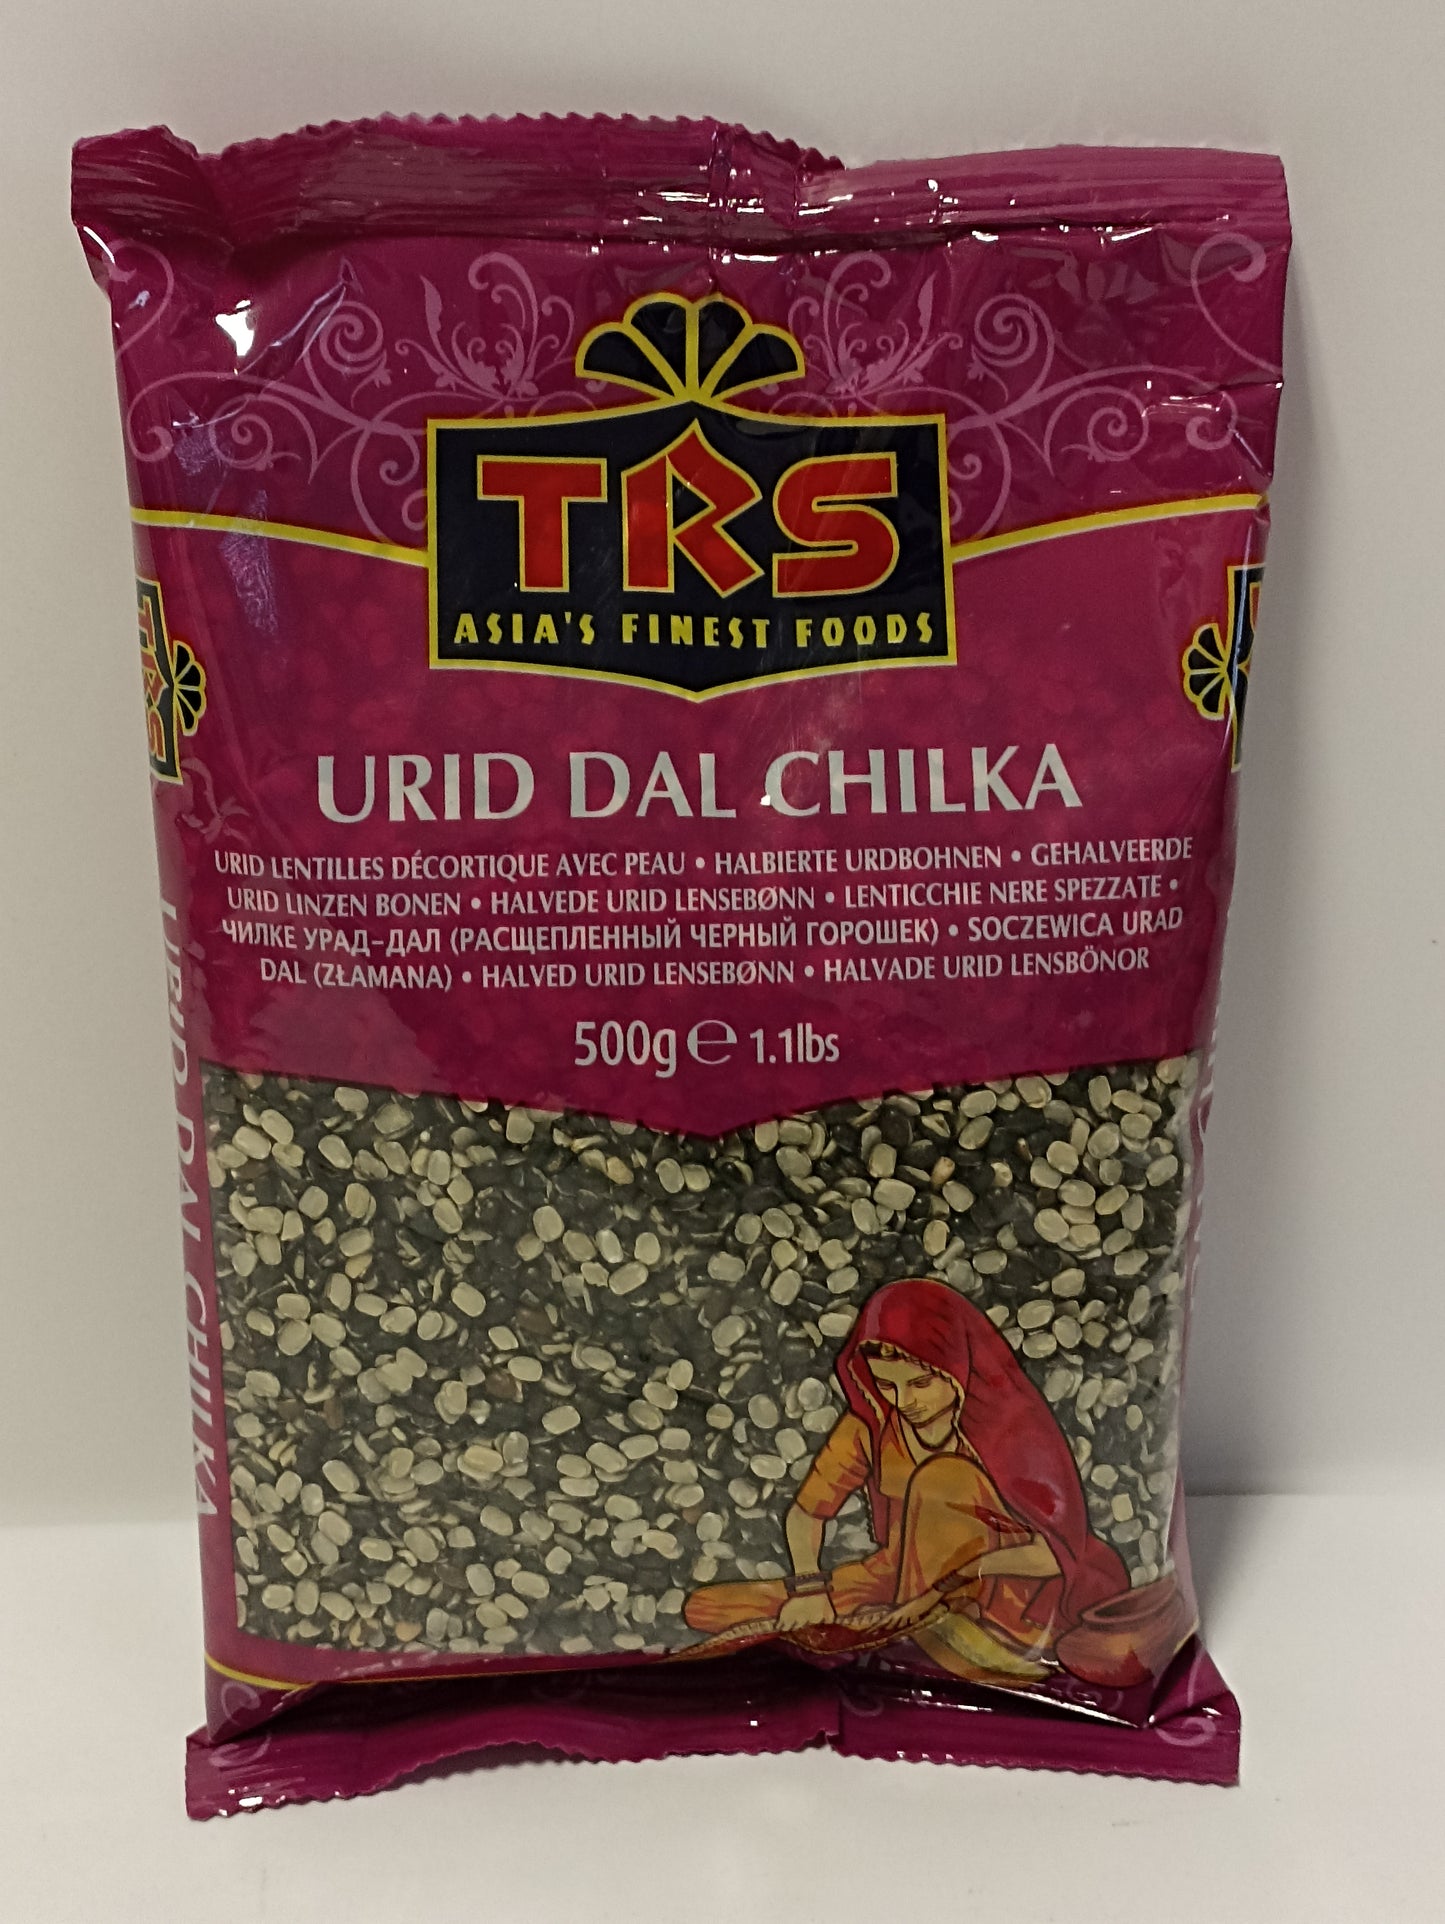 TRS
ASIA'S FINEST FOODS
URID DAL CHILKA
URID LENTILLES DÉCORTIQUE AVEC PEAU • HALBIERTE URDBOHNEN • GEHALVEERDE
URID LINZEN BONEN • HALVEDE URID LENSEBØNN • LENTICCHIE NERE SPEZZATE •
ЧИЛКЕ УРАД-ДАЛ (РАСЩЕПЛЕННЫЙ ЧЕРНЫЙ ГОРОШЕК) • SOCZEWICA URAD
DAL (ZŁAMANA) • HALVED URID LENSEBØNN • HALVADE URID LENSBÖNOR
500g ℮ 1.1lbs
TRS
URID DAL CHILKA